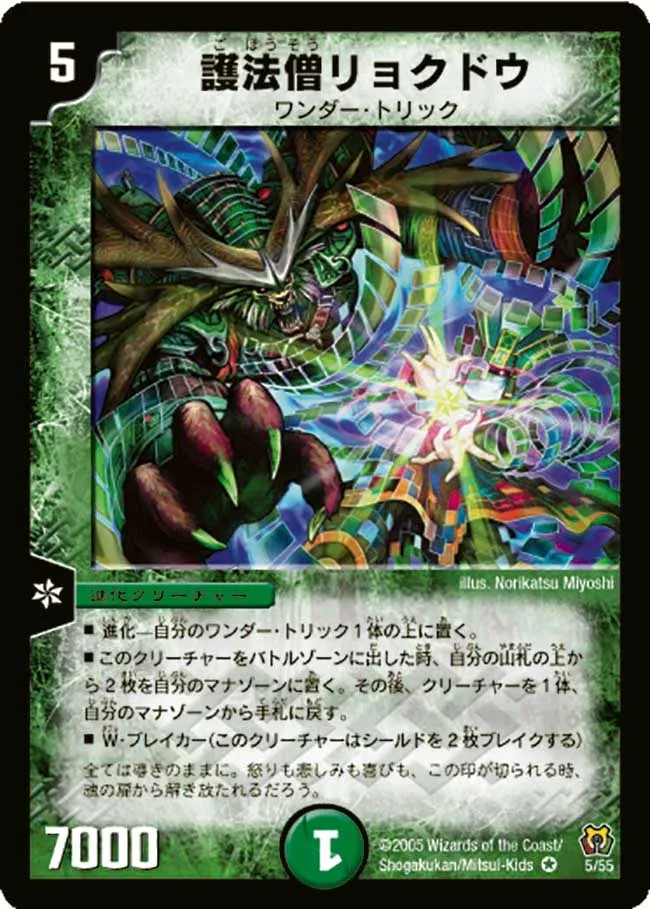 5
護法僧リョクドウ
ごほうそう
ワンダー・トリック
illus. Norikatsu Miyoshi
進化クリーチャー
■ 進化—自分のワンダー・トリック1体の上に置く。
■ このクリーチャーをバトルゾーンに出した時、自分の山札の上か
ら2枚を自分のマナゾーンに置く。その後、クリーチャーを1体、
自分のマナゾーンから手札に戻す。
■ W・ブレイカー(このクリーチャーはシールドを2枚ブレイクする)
全ては導きのままに。怒りも悲しみも喜びも、この印が切られる時、
魂の扉から解き放たれるだろう。
7000
1
©2005 Wizards of the Coast/
Shogakukan/Mitsui-Kids
5/55